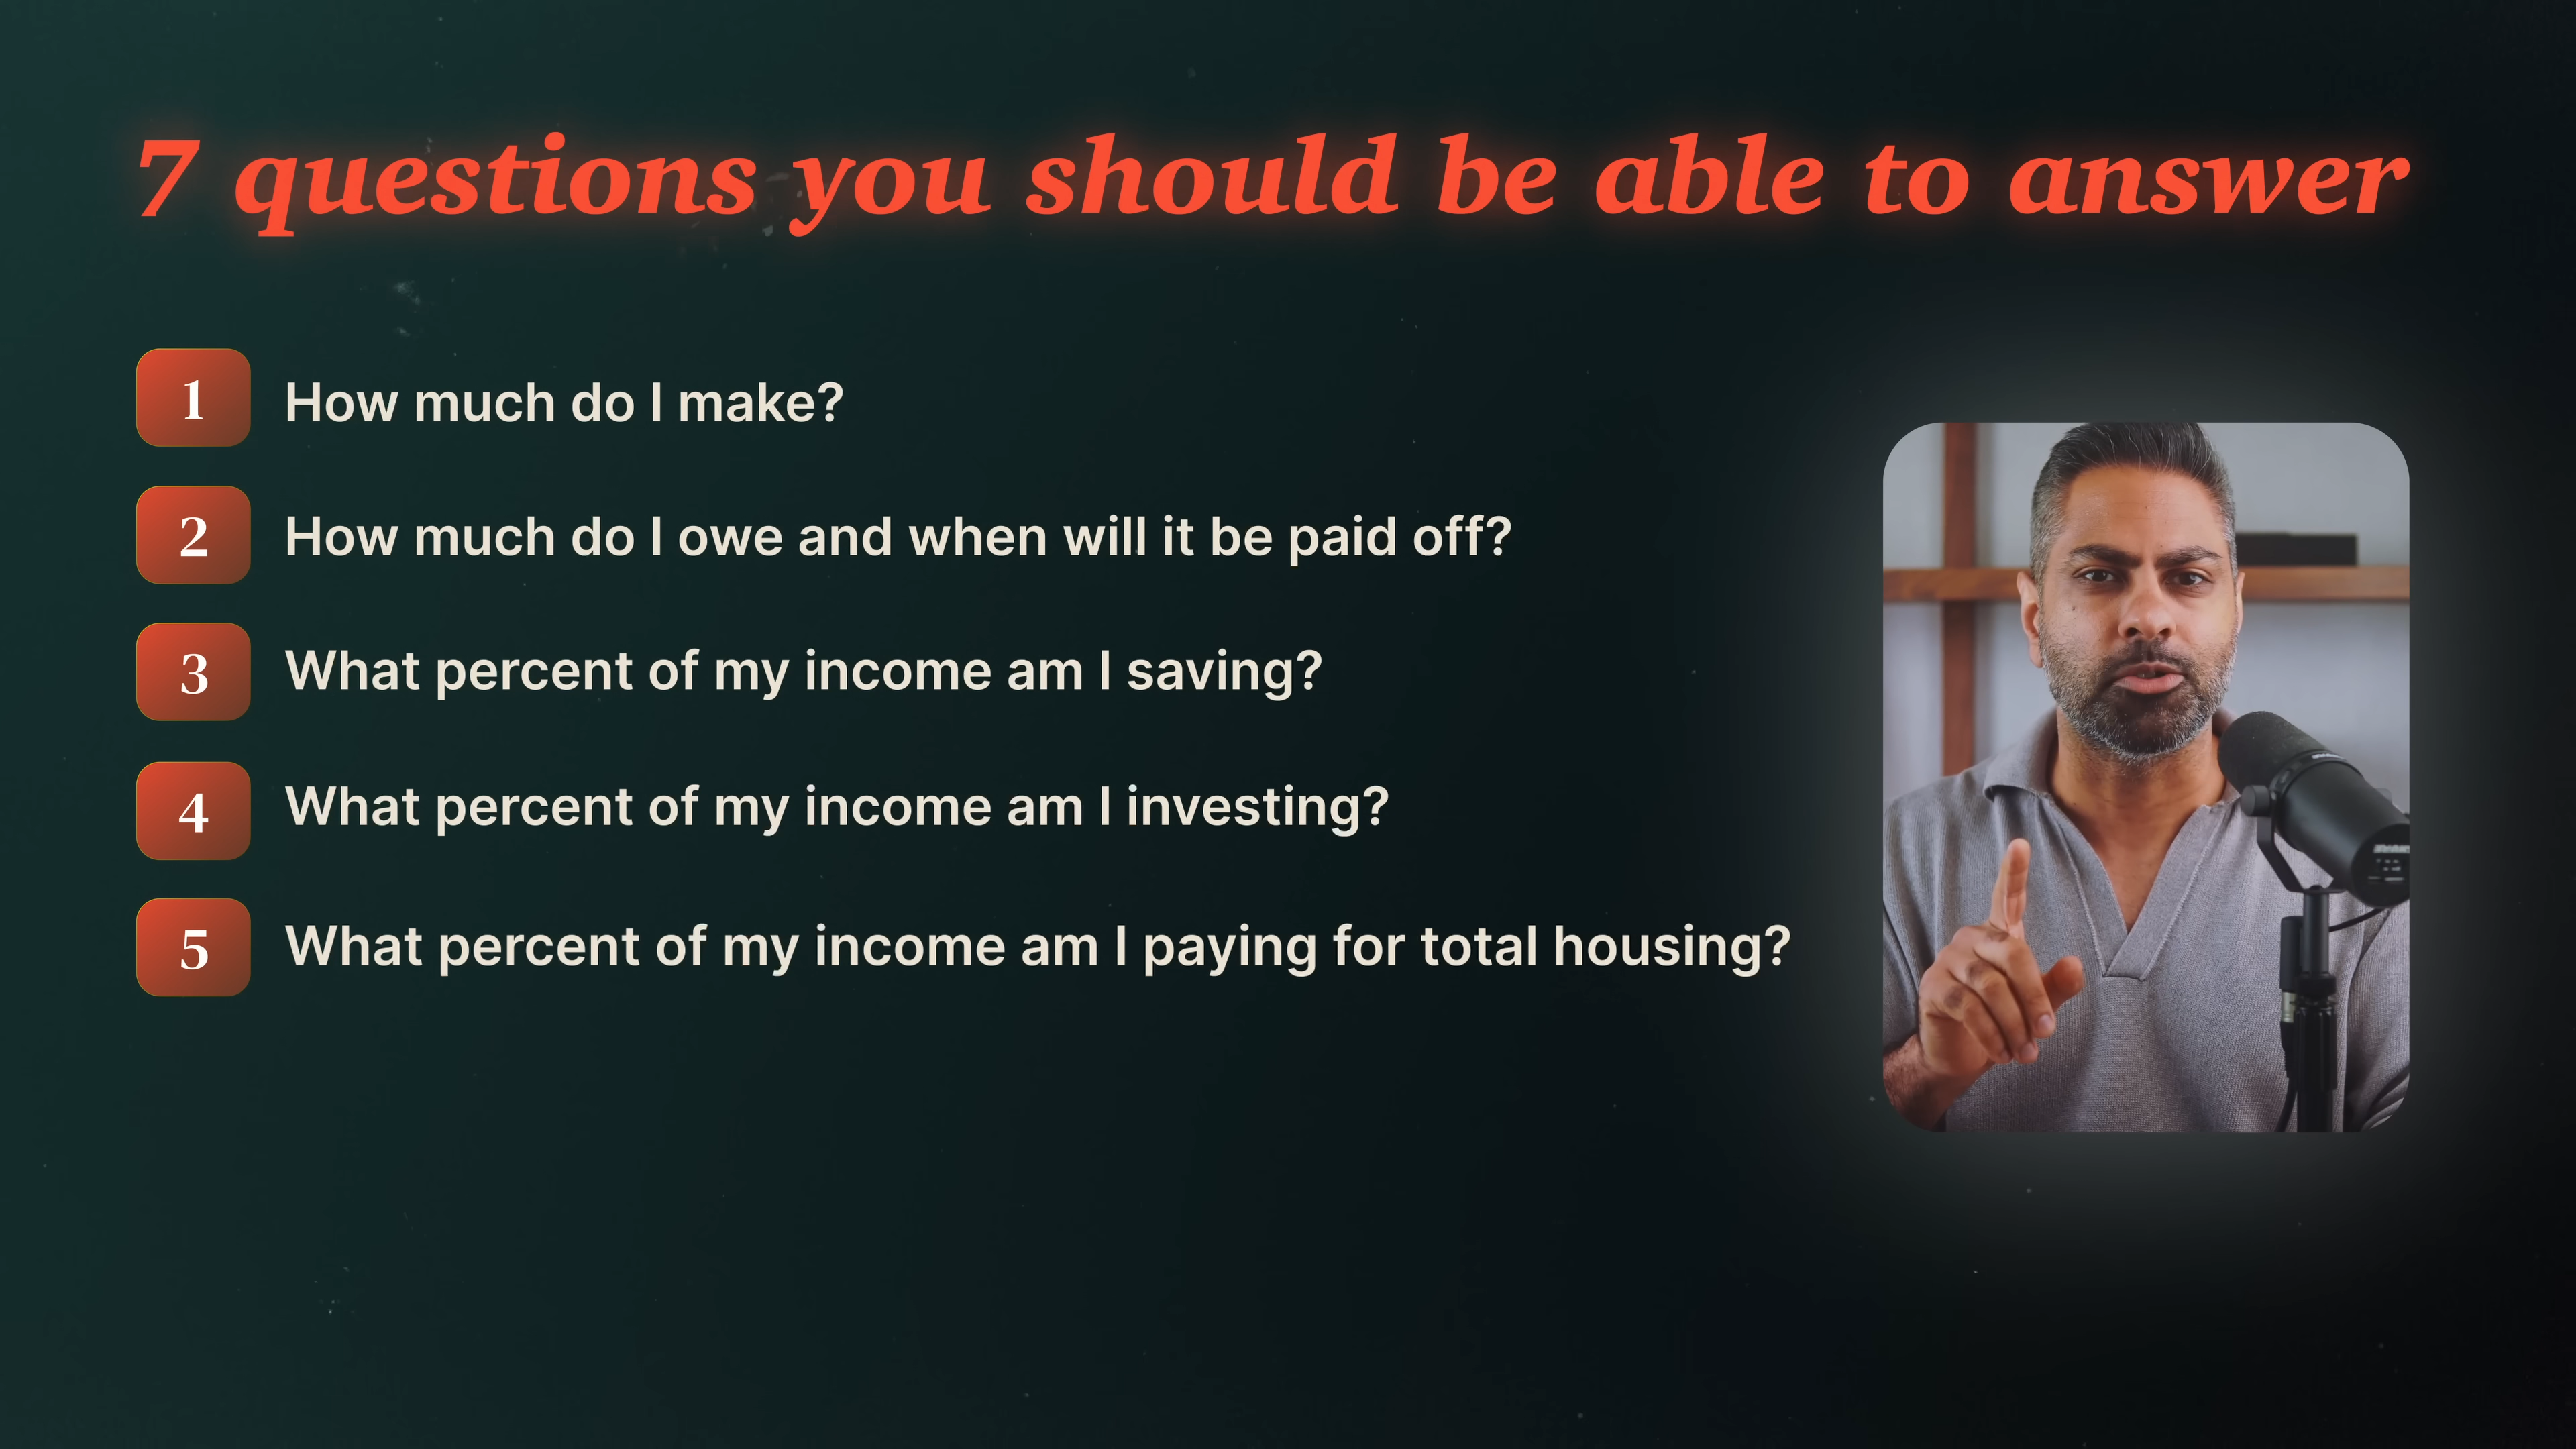 7 questions you should be able to answer
1 How much do I make?
2 How much do I owe and when will it be paid off?
3 What percent of my income am I saving?
4 What percent of my income am I investing?
5 What percent of my income am I paying for total housing?